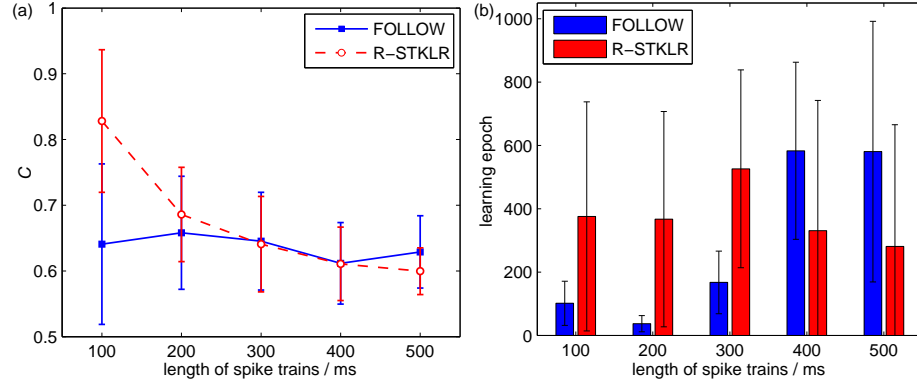 (a)
FOLLOW
R−STKLR
1
0.9
0.8
0.7
0.6
0.5
C
100
200
300
400
500
length of spike trains / ms
(b)
FOLLOW
R−STKLR
1000
800
600
400
200
0
learning epoch
100
200
300
400
500
length of spike trains / ms